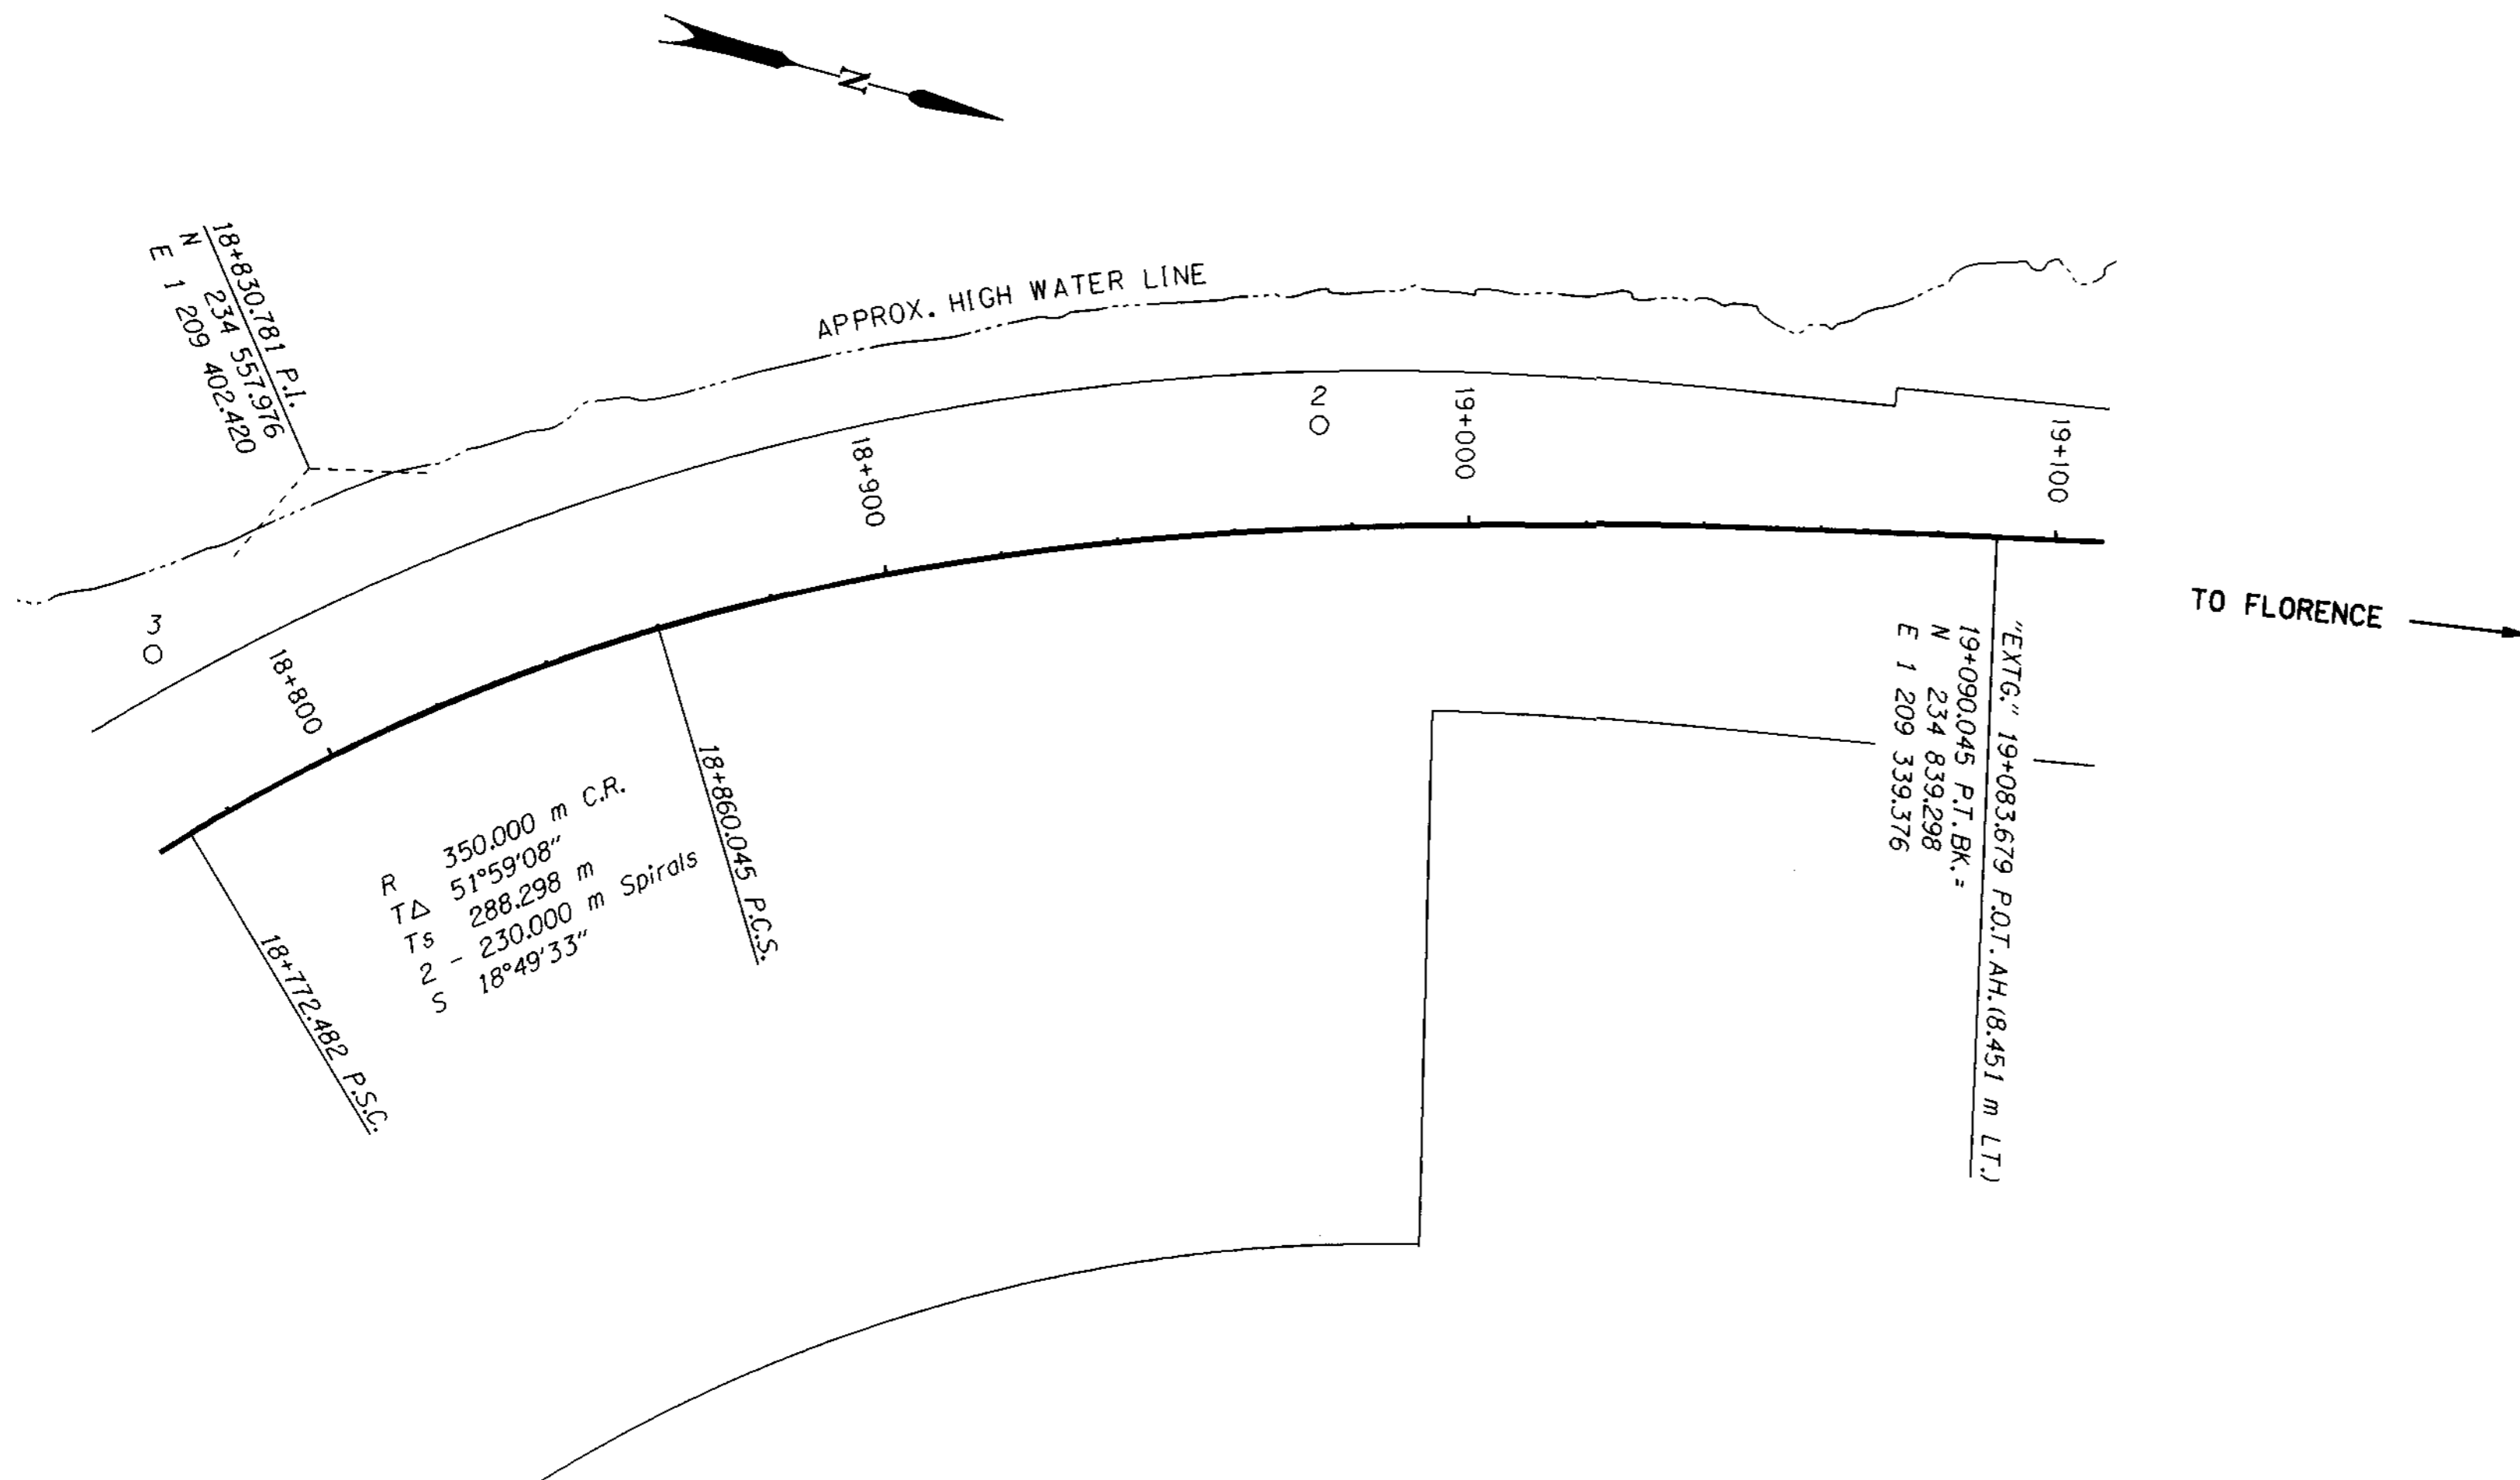 N
18+830.781 P.I.
N 234 557.976
E 1 209 402.420
APPROX. HIGH WATER LINE
3
O
18+800
18+900
2
O
19+000
19+100
TO FLORENCE
R 350.000 m C.R.
T∆ 51°59'08"
Ts 288.298 m
2 - 230.000 m Spirals
S 18°49'33"
18+772.482 P.S.C.
18+860.045 P.C.S.
"EXTG." 19+083.679 P.O.T. AH.(8.451 m LT.)
19+090.045 P.T. BK.=
N 234 839.298
E 1 209 339.376